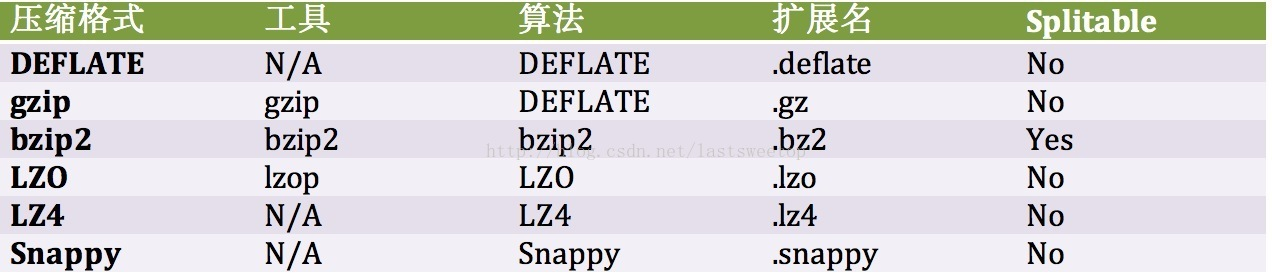 压缩格式 工具 算法 扩展名 Splitable
DEFLATE N/A DEFLATE .deflate No
gzip gzip DEFLATE .gz No
bzip2 bzip2 bzip2 .bz2 Yes
http://blog.csdn.net/lastsweetop
LZO lzop LZO .lzo No
LZ4 N/A LZ4 .lz4 No
Snappy N/A Snappy .snappy No